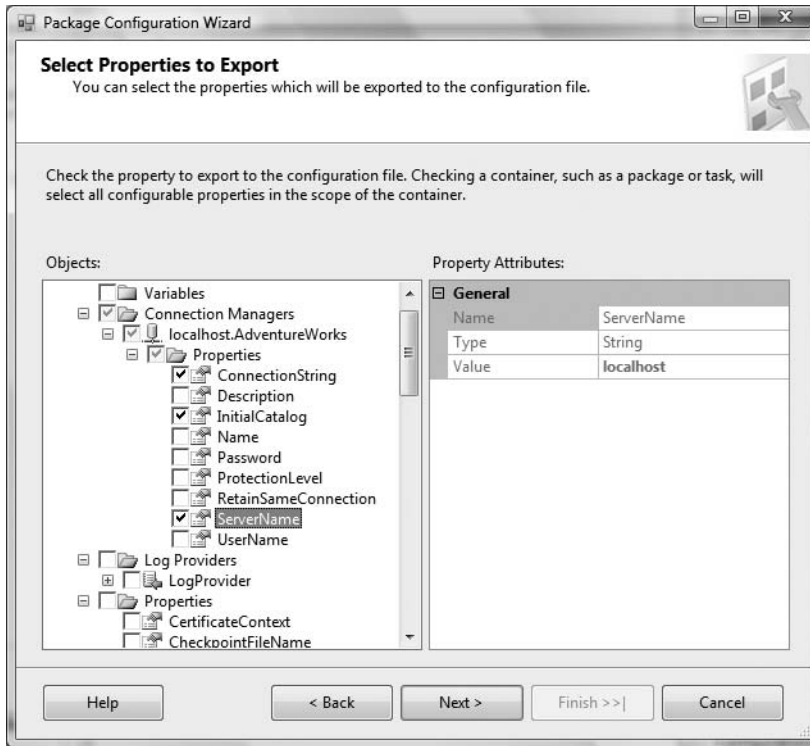 Package Configuration Wizard
Select Properties to Export
You can select the properties which will be exported to the configuration file.
Check the property to export to the configuration file. Checking a container, such as a package or task, will
select all configurable properties in the scope of the container.
Objects:
Variables
Connection Managers
localhost.AdventureWorks
Properties
ConnectionString
Description
InitialCatalog
Name
Password
ProtectionLevel
RetainSameConnection
ServerName
UserName
Log Providers
LogProvider
Properties
CertificateContext
CheckpointFileName
Property Attributes:
General
Name ServerName
Type String
Value localhost
Help
< Back
Next >
Finish >>|
Cancel